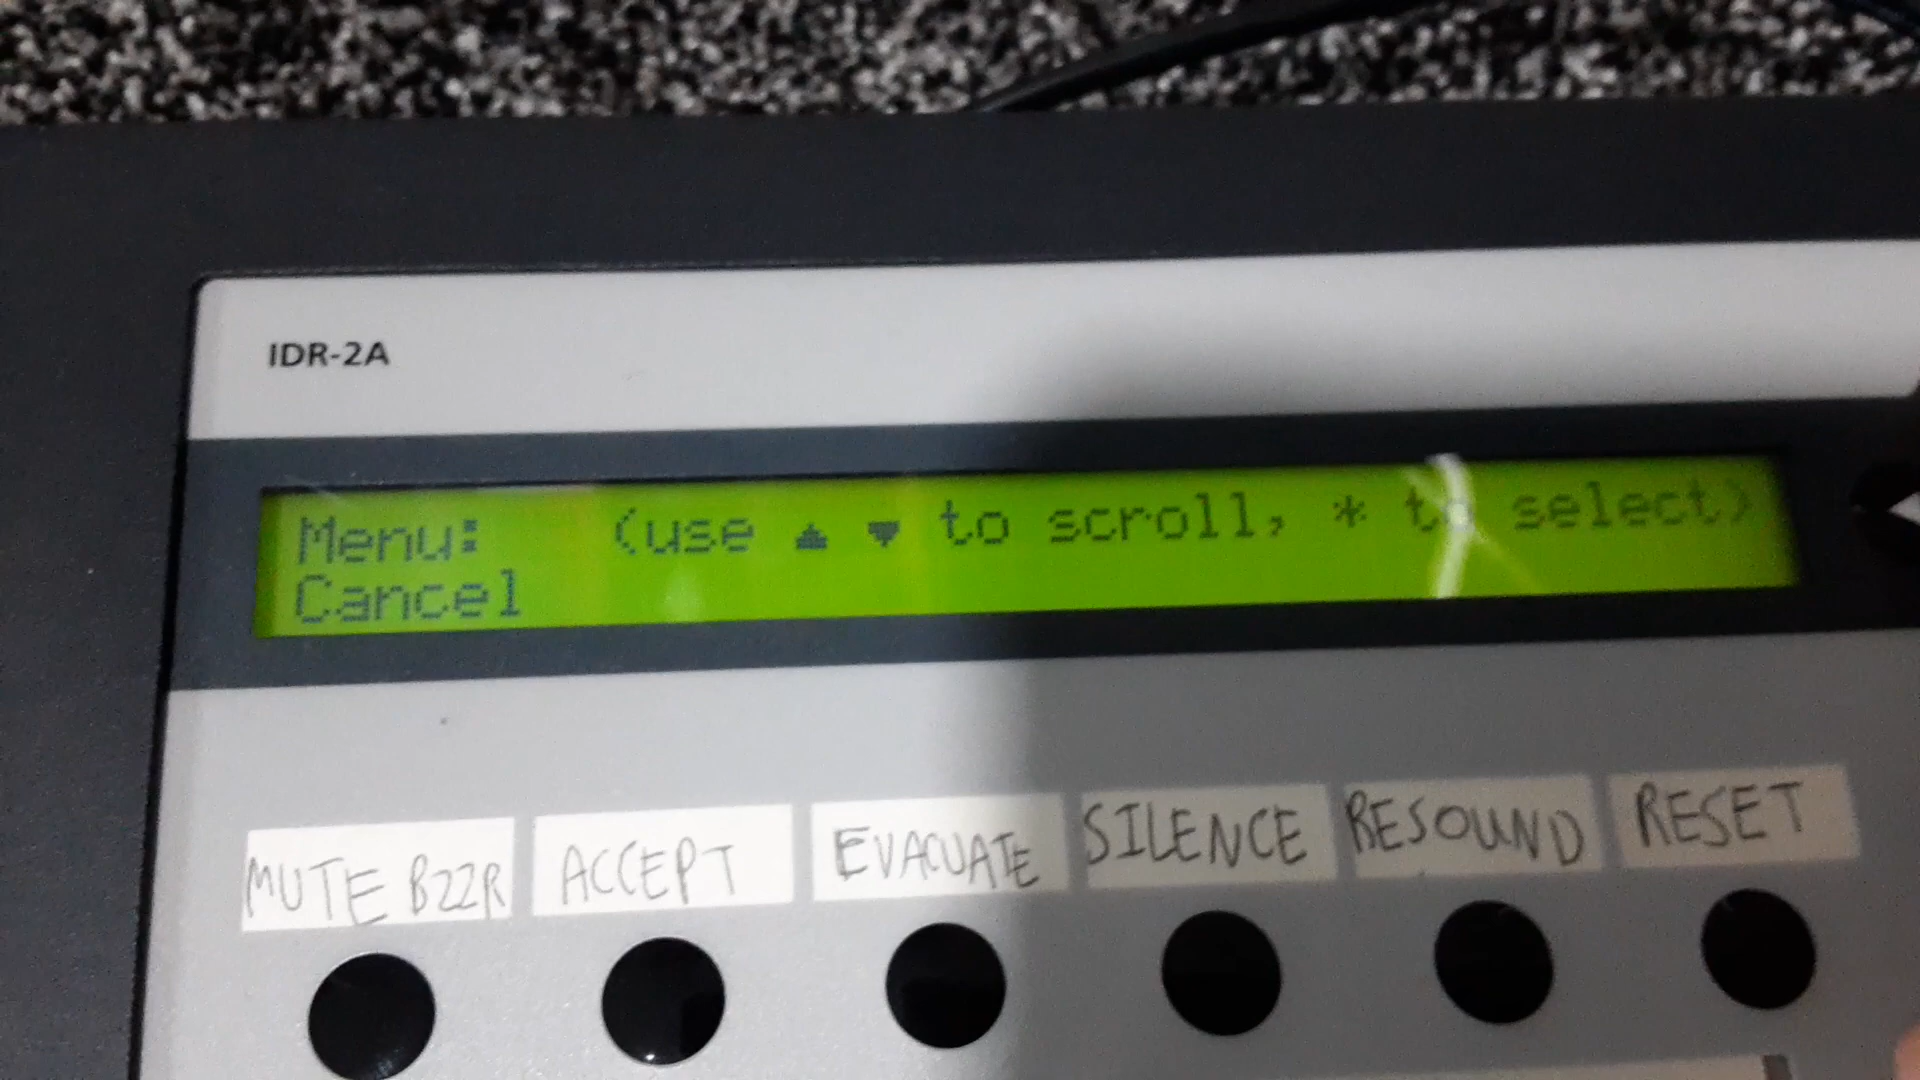 IDR-2A
Menu: (use ▲ ▼ to scroll, * to select)
Cancel
MUTE BZZR ACCEPT EVACUATE SILENCE RESOUND RESET